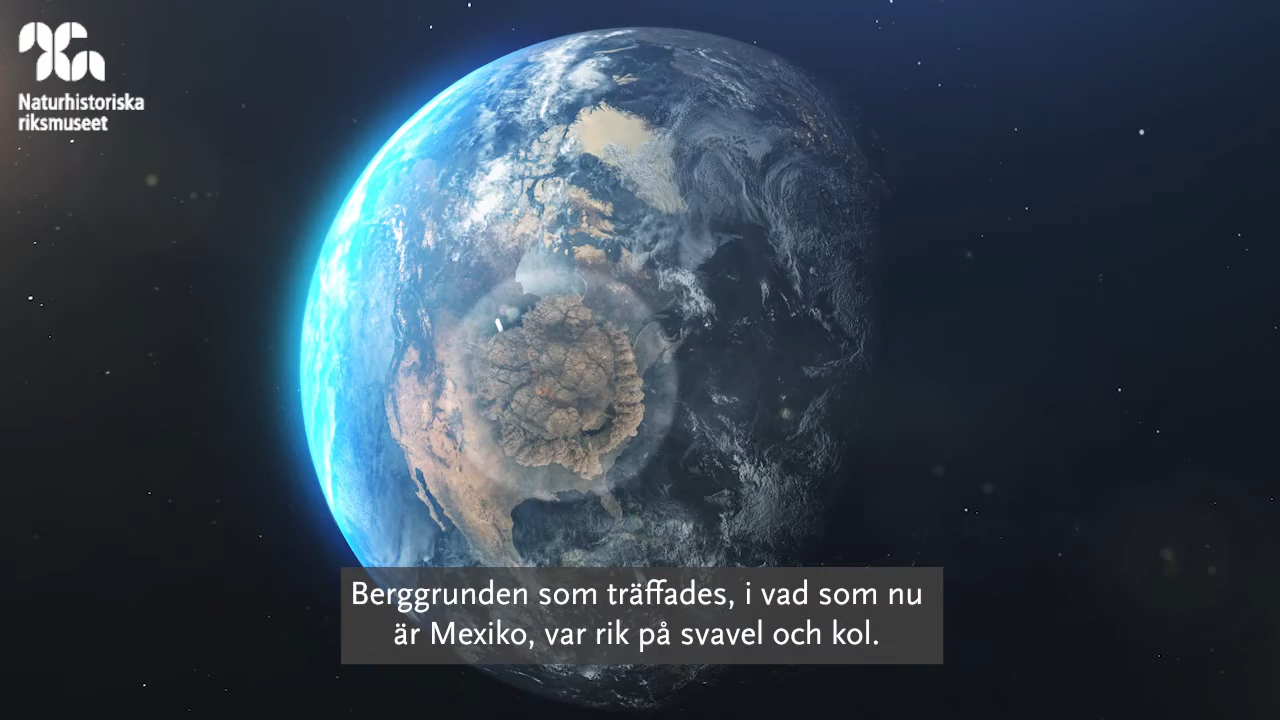 Naturhistoriska
riksmuseet
Berggrunden som träffades, i vad som nu
är Mexiko, var rik på svavel och kol.